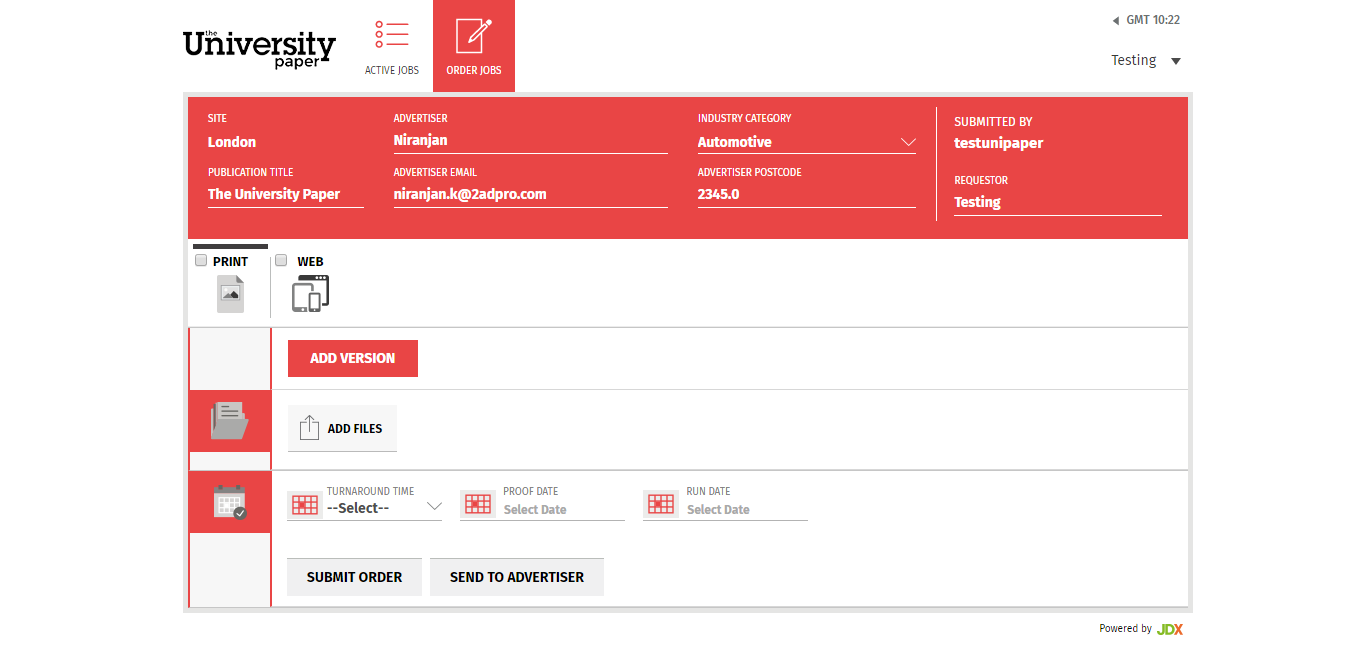 the
University
paper
ACTIVE JOBS
ORDER JOBS
GMT 10:22
Testing
SITE
London
ADVERTISER
Niranjan
INDUSTRY CATEGORY
Automotive
SUBMITTED BY
testunipaper
PUBLICATION TITLE
The University Paper
ADVERTISER EMAIL
niranjan.k@2adpro.com
ADVERTISER POSTCODE
2345.0
REQUESTOR
Testing
PRINT
WEB
ADD VERSION
ADD FILES
TURNAROUND TIME
--Select--
PROOF DATE
Select Date
RUN DATE
Select Date
SUBMIT ORDER
SEND TO ADVERTISER
Powered by JDX